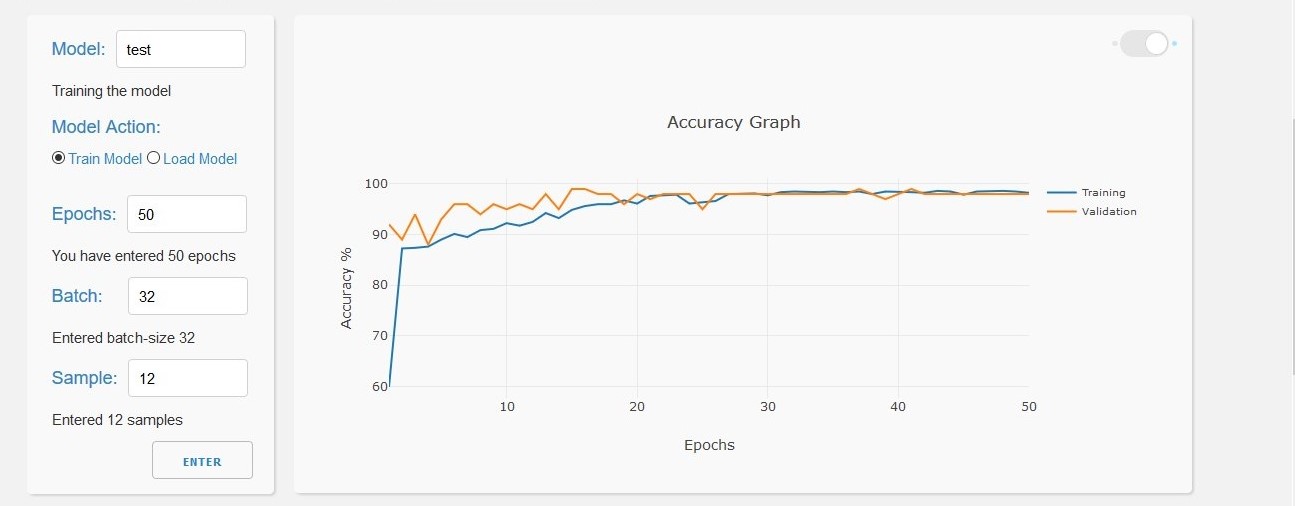 Model: test
Training the model
Model Action:
Train Model Load Model
Epochs: 50
You have entered 50 epochs
Batch: 32
Entered batch-size 32
Sample: 12
Entered 12 samples
ENTER
Accuracy Graph
100
90
80
70
60
Accuracy %
10 20 30 40 50
Epochs
Training
Validation